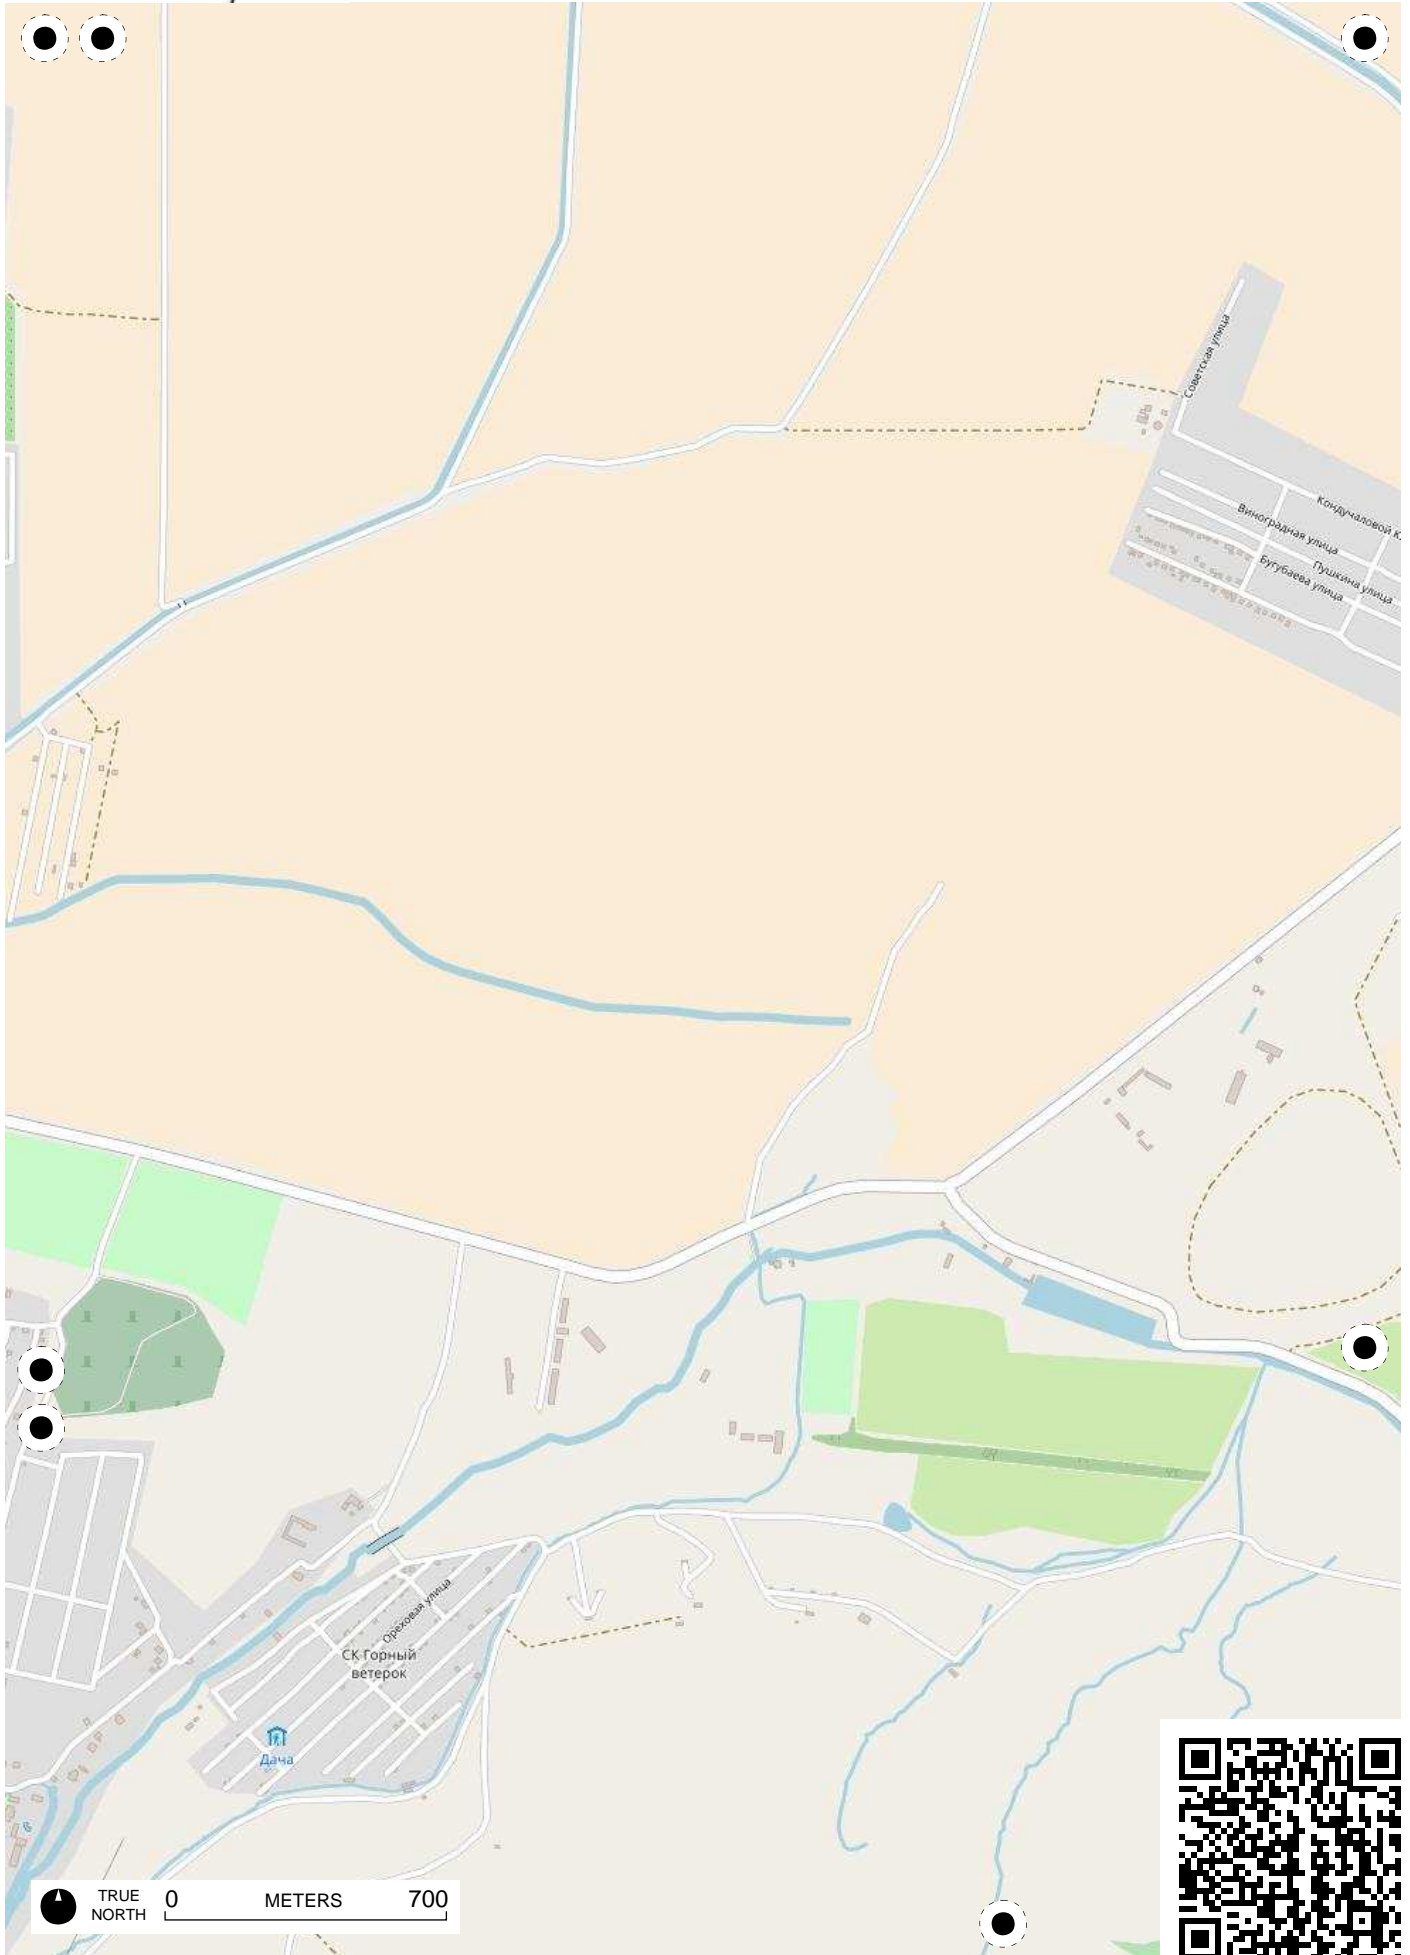 Советская улица
Виноградная улица
Пушкина улица
Бугубаева улица
Ореховая улица
СК Горный
ветерок
Дача
TRUE
NORTH
0 METERS 700